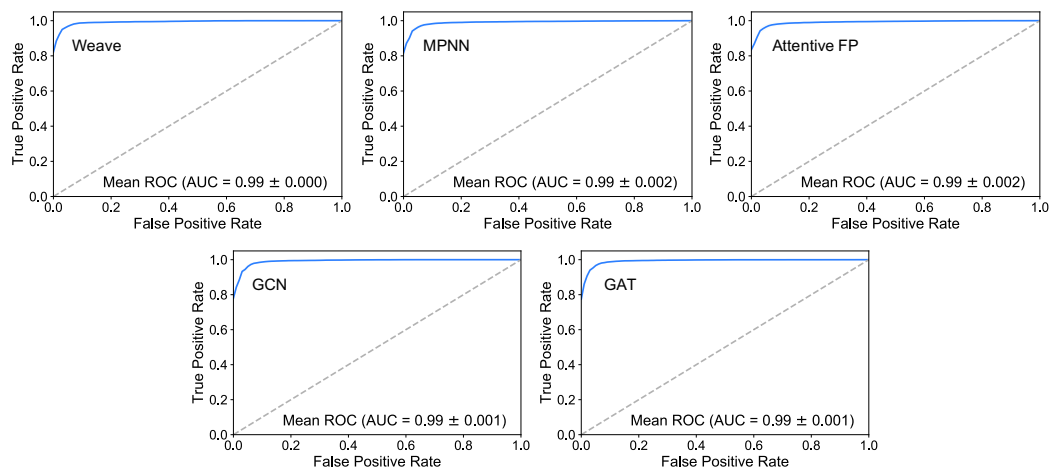 1.0
0.8
0.6
0.4
0.2
0.0
True Positive Rate
Weave
Mean ROC (AUC = 0.99 ± 0.000)
0.0 0.2 0.4 0.6 0.8 1.0
False Positive Rate
1.0
0.8
0.6
0.4
0.2
0.0
True Positive Rate
MPNN
Mean ROC (AUC = 0.99 ± 0.002)
0.0 0.2 0.4 0.6 0.8 1.0
False Positive Rate
1.0
0.8
0.6
0.4
0.2
0.0
True Positive Rate
Attentive FP
Mean ROC (AUC = 0.99 ± 0.002)
0.0 0.2 0.4 0.6 0.8 1.0
False Positive Rate
1.0
0.8
0.6
0.4
0.2
0.0
True Positive Rate
GCN
Mean ROC (AUC = 0.99 ± 0.001)
0.0 0.2 0.4 0.6 0.8 1.0
False Positive Rate
1.0
0.8
0.6
0.4
0.2
0.0
True Positive Rate
GAT
Mean ROC (AUC = 0.99 ± 0.001)
0.0 0.2 0.4 0.6 0.8 1.0
False Positive Rate